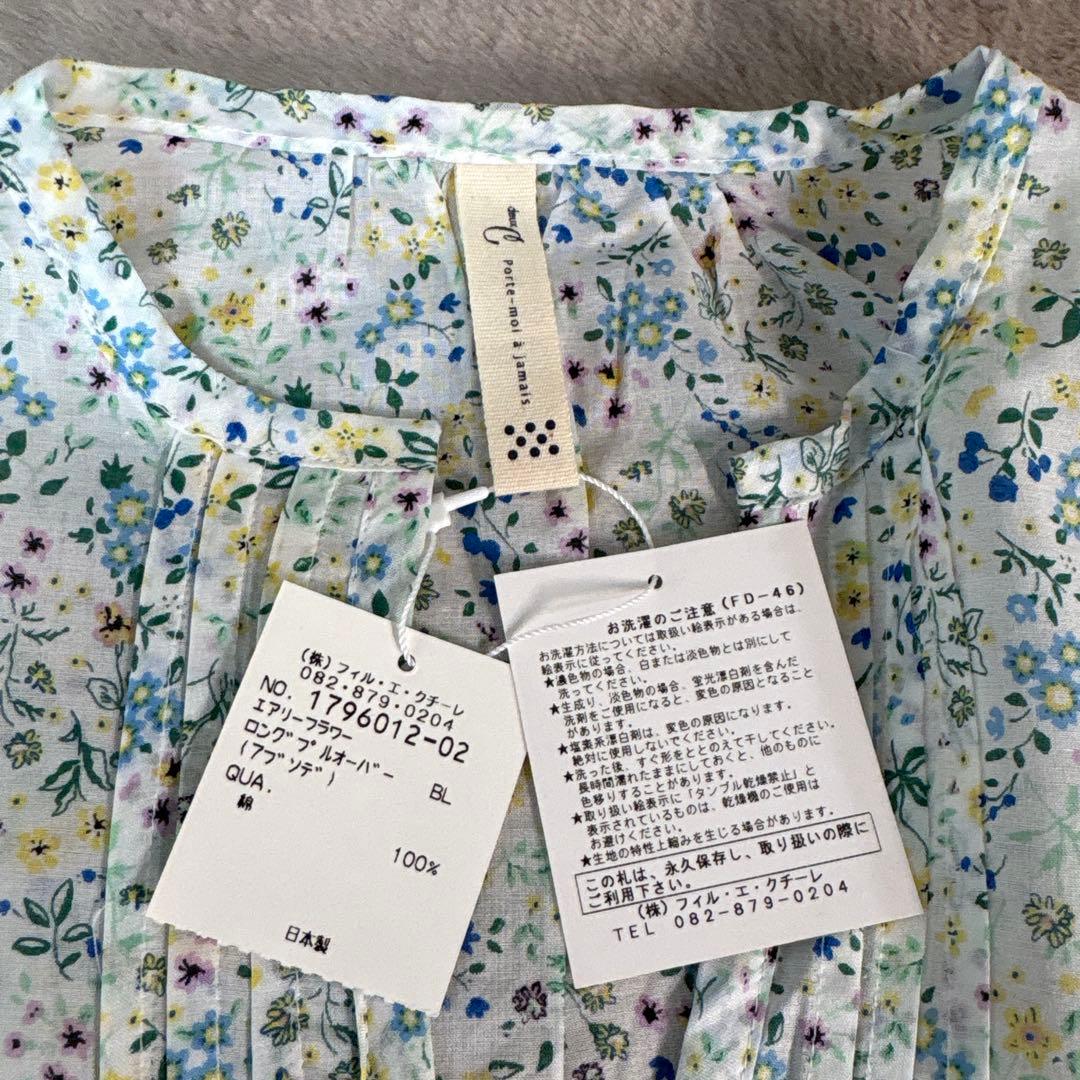 Porte-moi à jamais
(株)フィル・エ・クチーレ
082-879-0204
NO. 1796012-02
エアリーフラワー
ロングプルオーバー
(アブソデ)
BL
QUA.
綿
100%
日本製
お洗濯のご注意(FD-46)
お洗濯方法については取扱い絵表示がある場合は、
絵表示に従ってください。
★濃色物の場合、白または淡色物とは別にして
洗ってください。
★生成り、淡色物の場合、蛍光漂白剤を含んだ
洗剤をご使用になると、変色の原因となること
があります。
★塩素系漂白剤は、変色の原因になります。
絶対に使用しないでください。
★洗った後、すぐ形をととのえて干してください。
長時間濡れたままにしておくと、他のものに
色移りすることがあります。
★取り扱い絵表示に「タンブル乾燥禁止」と
表示されているものは、乾燥機のご使用は
お避けください。
★生地の特性上縮みを生じる場合があります。
この札は、永久保存し、取り扱いの際に
ご利用下さい。
(株)フィル・エ・クチーレ
TEL 082-879-0204